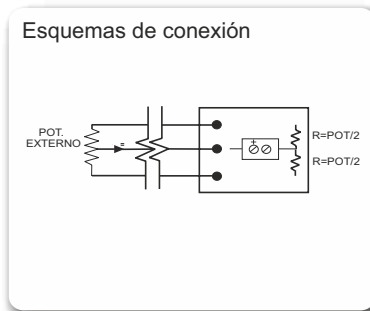 Esquemas de conexión
POT.
EXTERNO
R=POT/2
R=POT/2